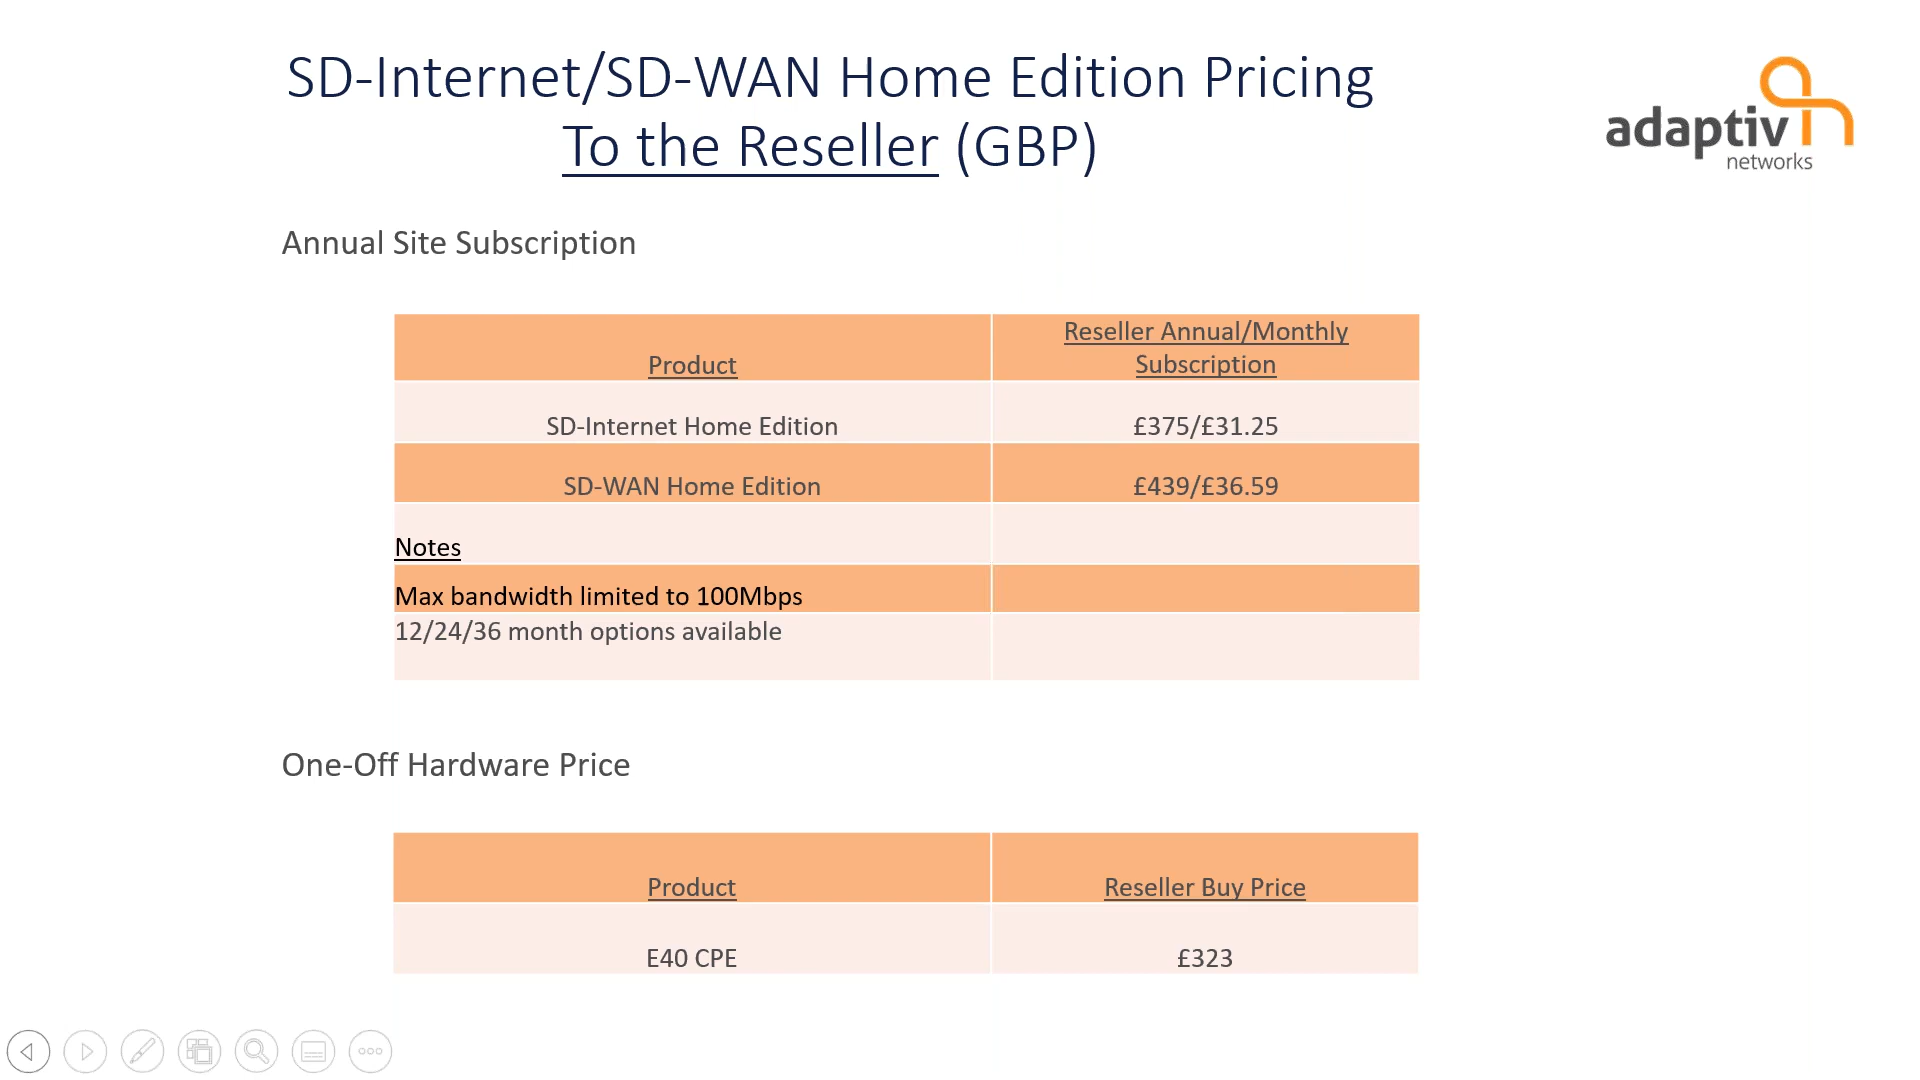 SD-Internet/SD-WAN Home Edition Pricing
To the Reseller (GBP)
adaptiv
networks
Annual Site Subscription
Product
Reseller Annual/Monthly
Subscription
SD-Internet Home Edition
£375/£31.25
SD-WAN Home Edition
£439/£36.59
Notes
Max bandwidth limited to 100Mbps
12/24/36 month options available
One-Off Hardware Price
Product
Reseller Buy Price
E40 CPE
£323